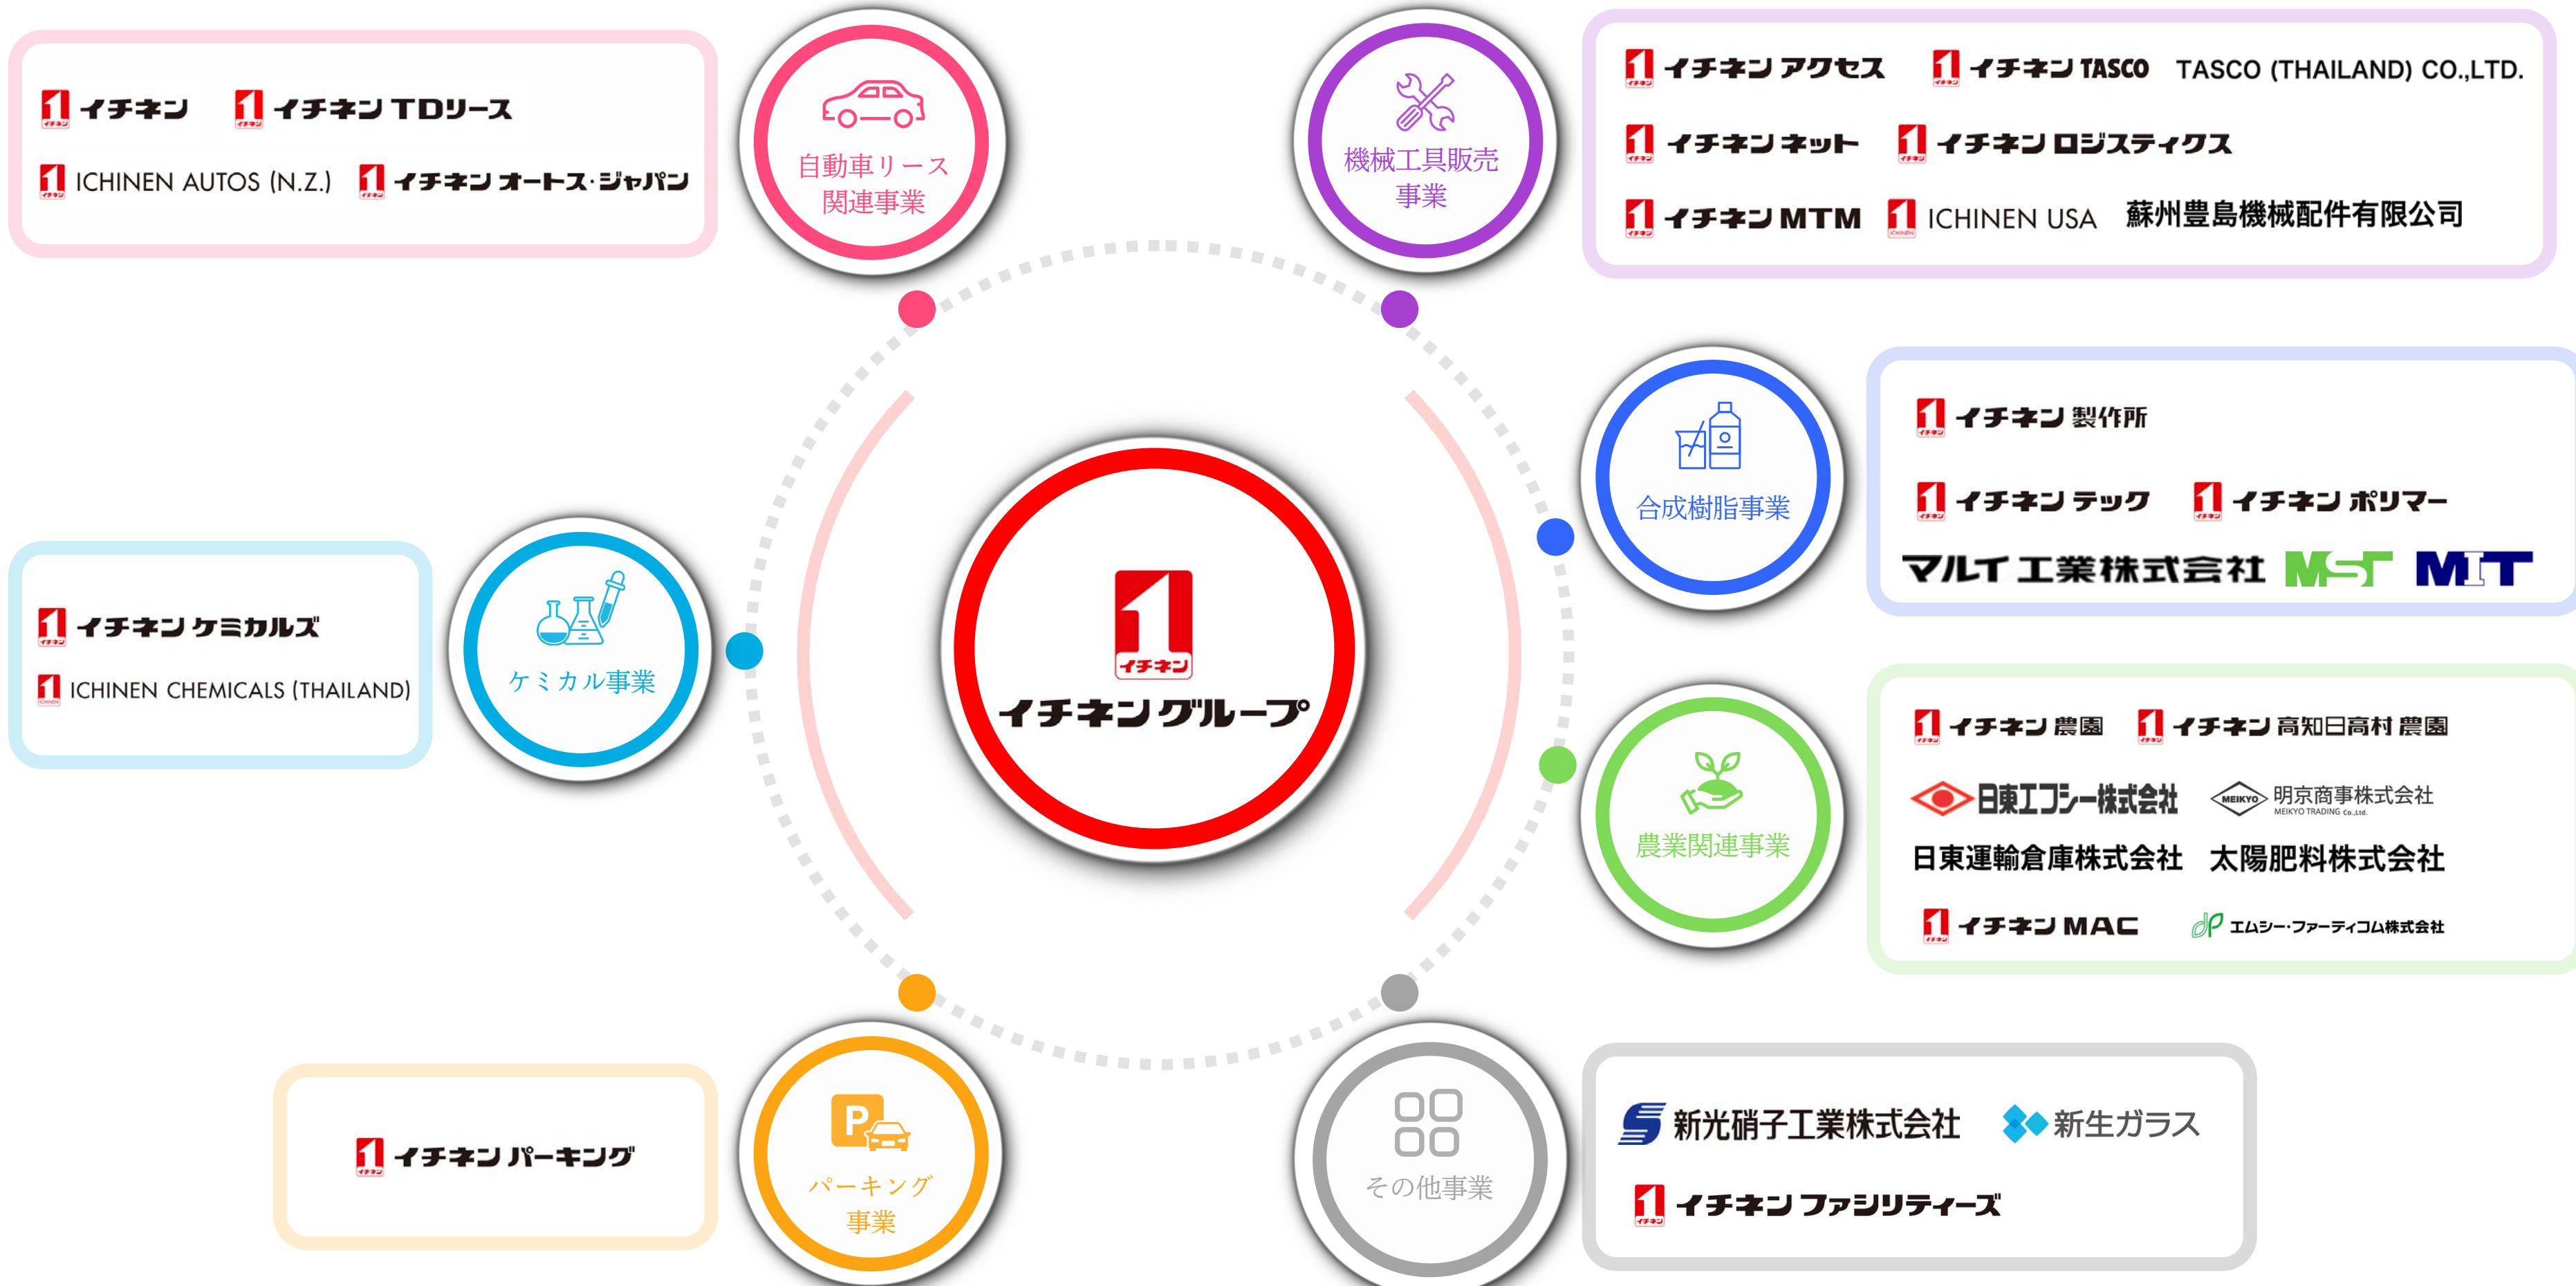 イチネン イチネン TDリース
ICHINEN AUTOS (N.Z.) イチネン オートス・ジャパン
自動車リース
関連事業
機械工具販売
事業
イチネン アクセス イチネン TASCO TASCO (THAILAND) CO.,LTD.
イチネン ネット イチネン ロジスティクス
イチネン MTM ICHINEN USA 蘇州豊島機械配件有限公司
合成樹脂事業
イチネン 製作所
イチネン テック イチネン ポリマー
マルイ工業株式会社 MST MIT
イチネン ケミカルズ
ICHINEN CHEMICALS (THAILAND)
ケミカル事業
イチネン
イチネン グループ
農業関連事業
イチネン 農園 イチネン 高知日高村 農園
日東エフシー株式会社 MEIKYO 明京商事株式会社
MEIKYO TRADING Co.,Ltd.
日東運輸倉庫株式会社 太陽肥料株式会社
イチネン MAC エムシー・ファーティコム株式会社
イチネン パーキング
P
パーキング
事業
その他事業
新光硝子工業株式会社 新生ガラス
イチネン ファシリティーズ